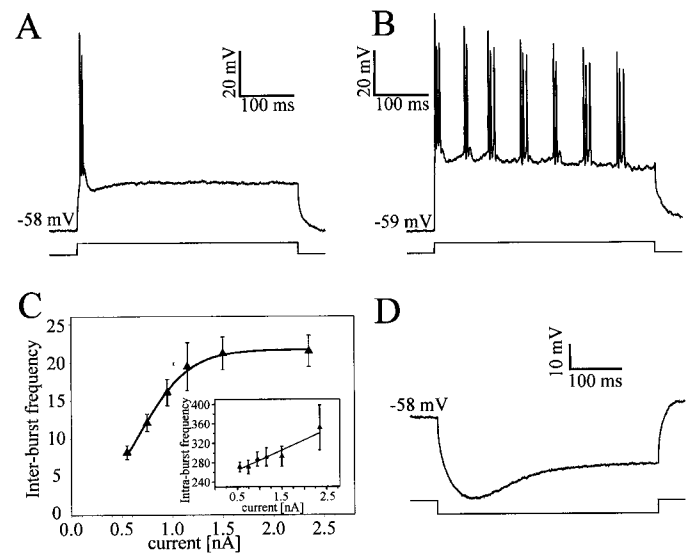 A
20 mV
100 ms
-58 mV
B
20 mV
100 ms
-59 mV
C
Inter-burst frequency
25
20
15
10
5
0
0.0 0.5 1.0 1.5 2.0 2.5
current [nA]
Intra-burst frequency
400
360
320
280
240
0.5 1.0 1.5 2.0 2.5
current [nA]
D
10 mV
100 ms
-58 mV